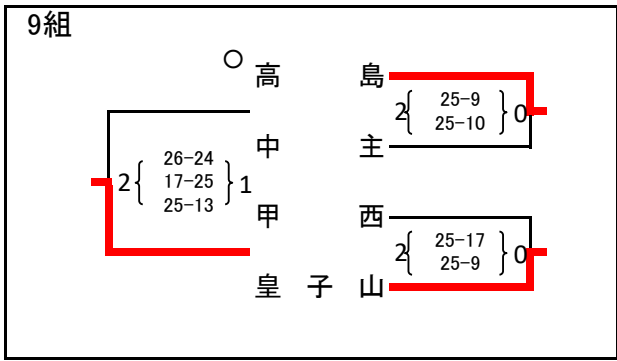 9組
○ 高 島
2 { 25-9 } 0
25-10
中 主
2 { 26-24 } 1
17-25
25-13
甲 西
2 { 25-17 } 0
25-9
皇 子 山